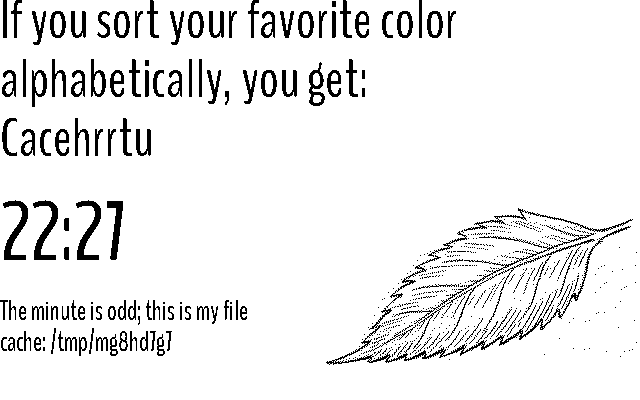 If you sort your favorite color
alphabetically, you get:
Cacehrrtu
22:27
The minute is odd; this is my file
cache: /tmp/mg8hd7g7